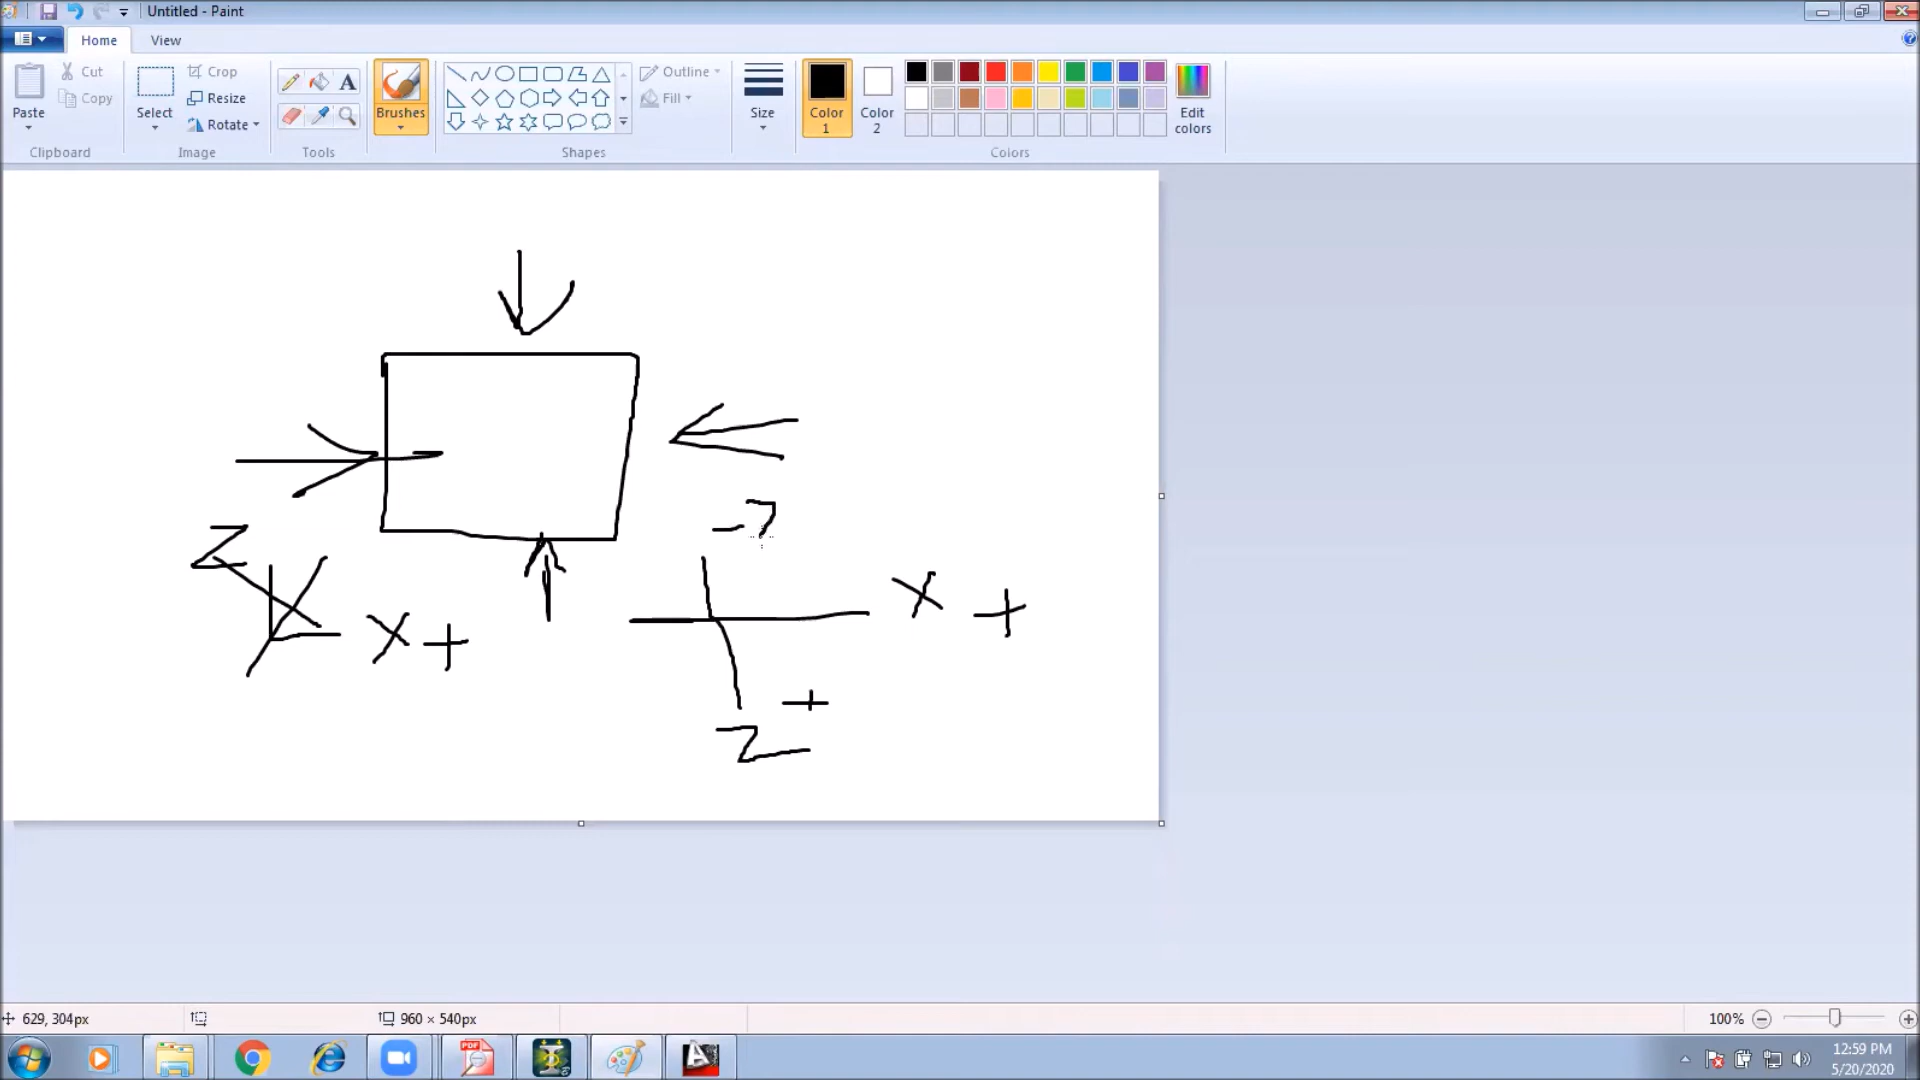 Untitled - Paint
Home View
Paste
Cut
Copy
Clipboard
Select
Crop
Resize
Rotate
Image
Tools
Brushes
Shapes
Outline
Fill
Size
Color 1
Color 2
Edit colors
Colors
Z
X +
-
X +
+
Z
629, 304px
960 × 540px
100%
12:59 PM
5/20/2020